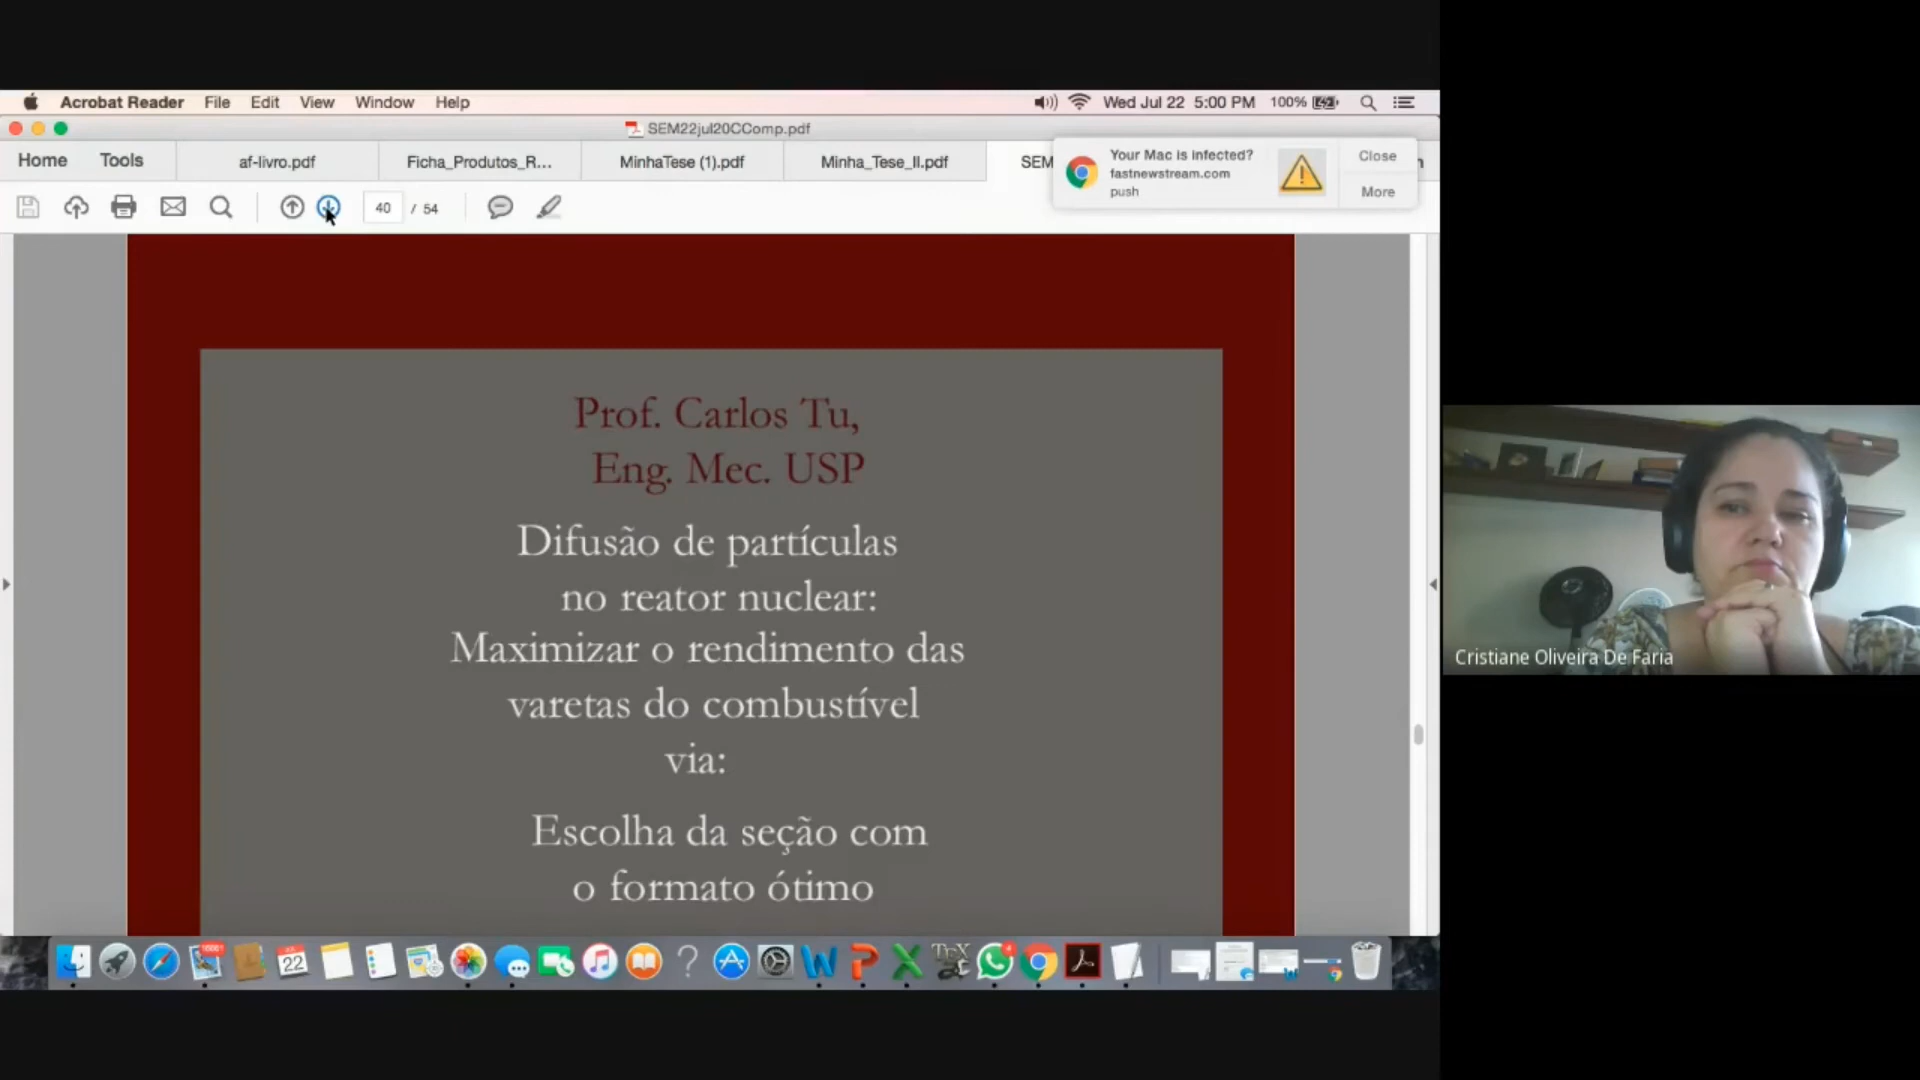 Acrobat Reader File Edit View Window Help
Wed Jul 22 5:00 PM 100%
SEM22jul20CComp.pdf
Home Tools af-livro.pdf Ficha_Produtos_R... MinhaTese (1).pdf Minha_Tese_II.pdf SEM
Your Mac is infected?
fastnewstream.com
push
Close
More
40 / 54
Prof. Carlos Tu,
Eng. Mec. USP
Difusão de partículas
no reator nuclear:
Maximizar o rendimento das
varetas do combustível
via:
Escolha da seção com
o formato ótimo
Cristiane Oliveira De Faria
22
TEX